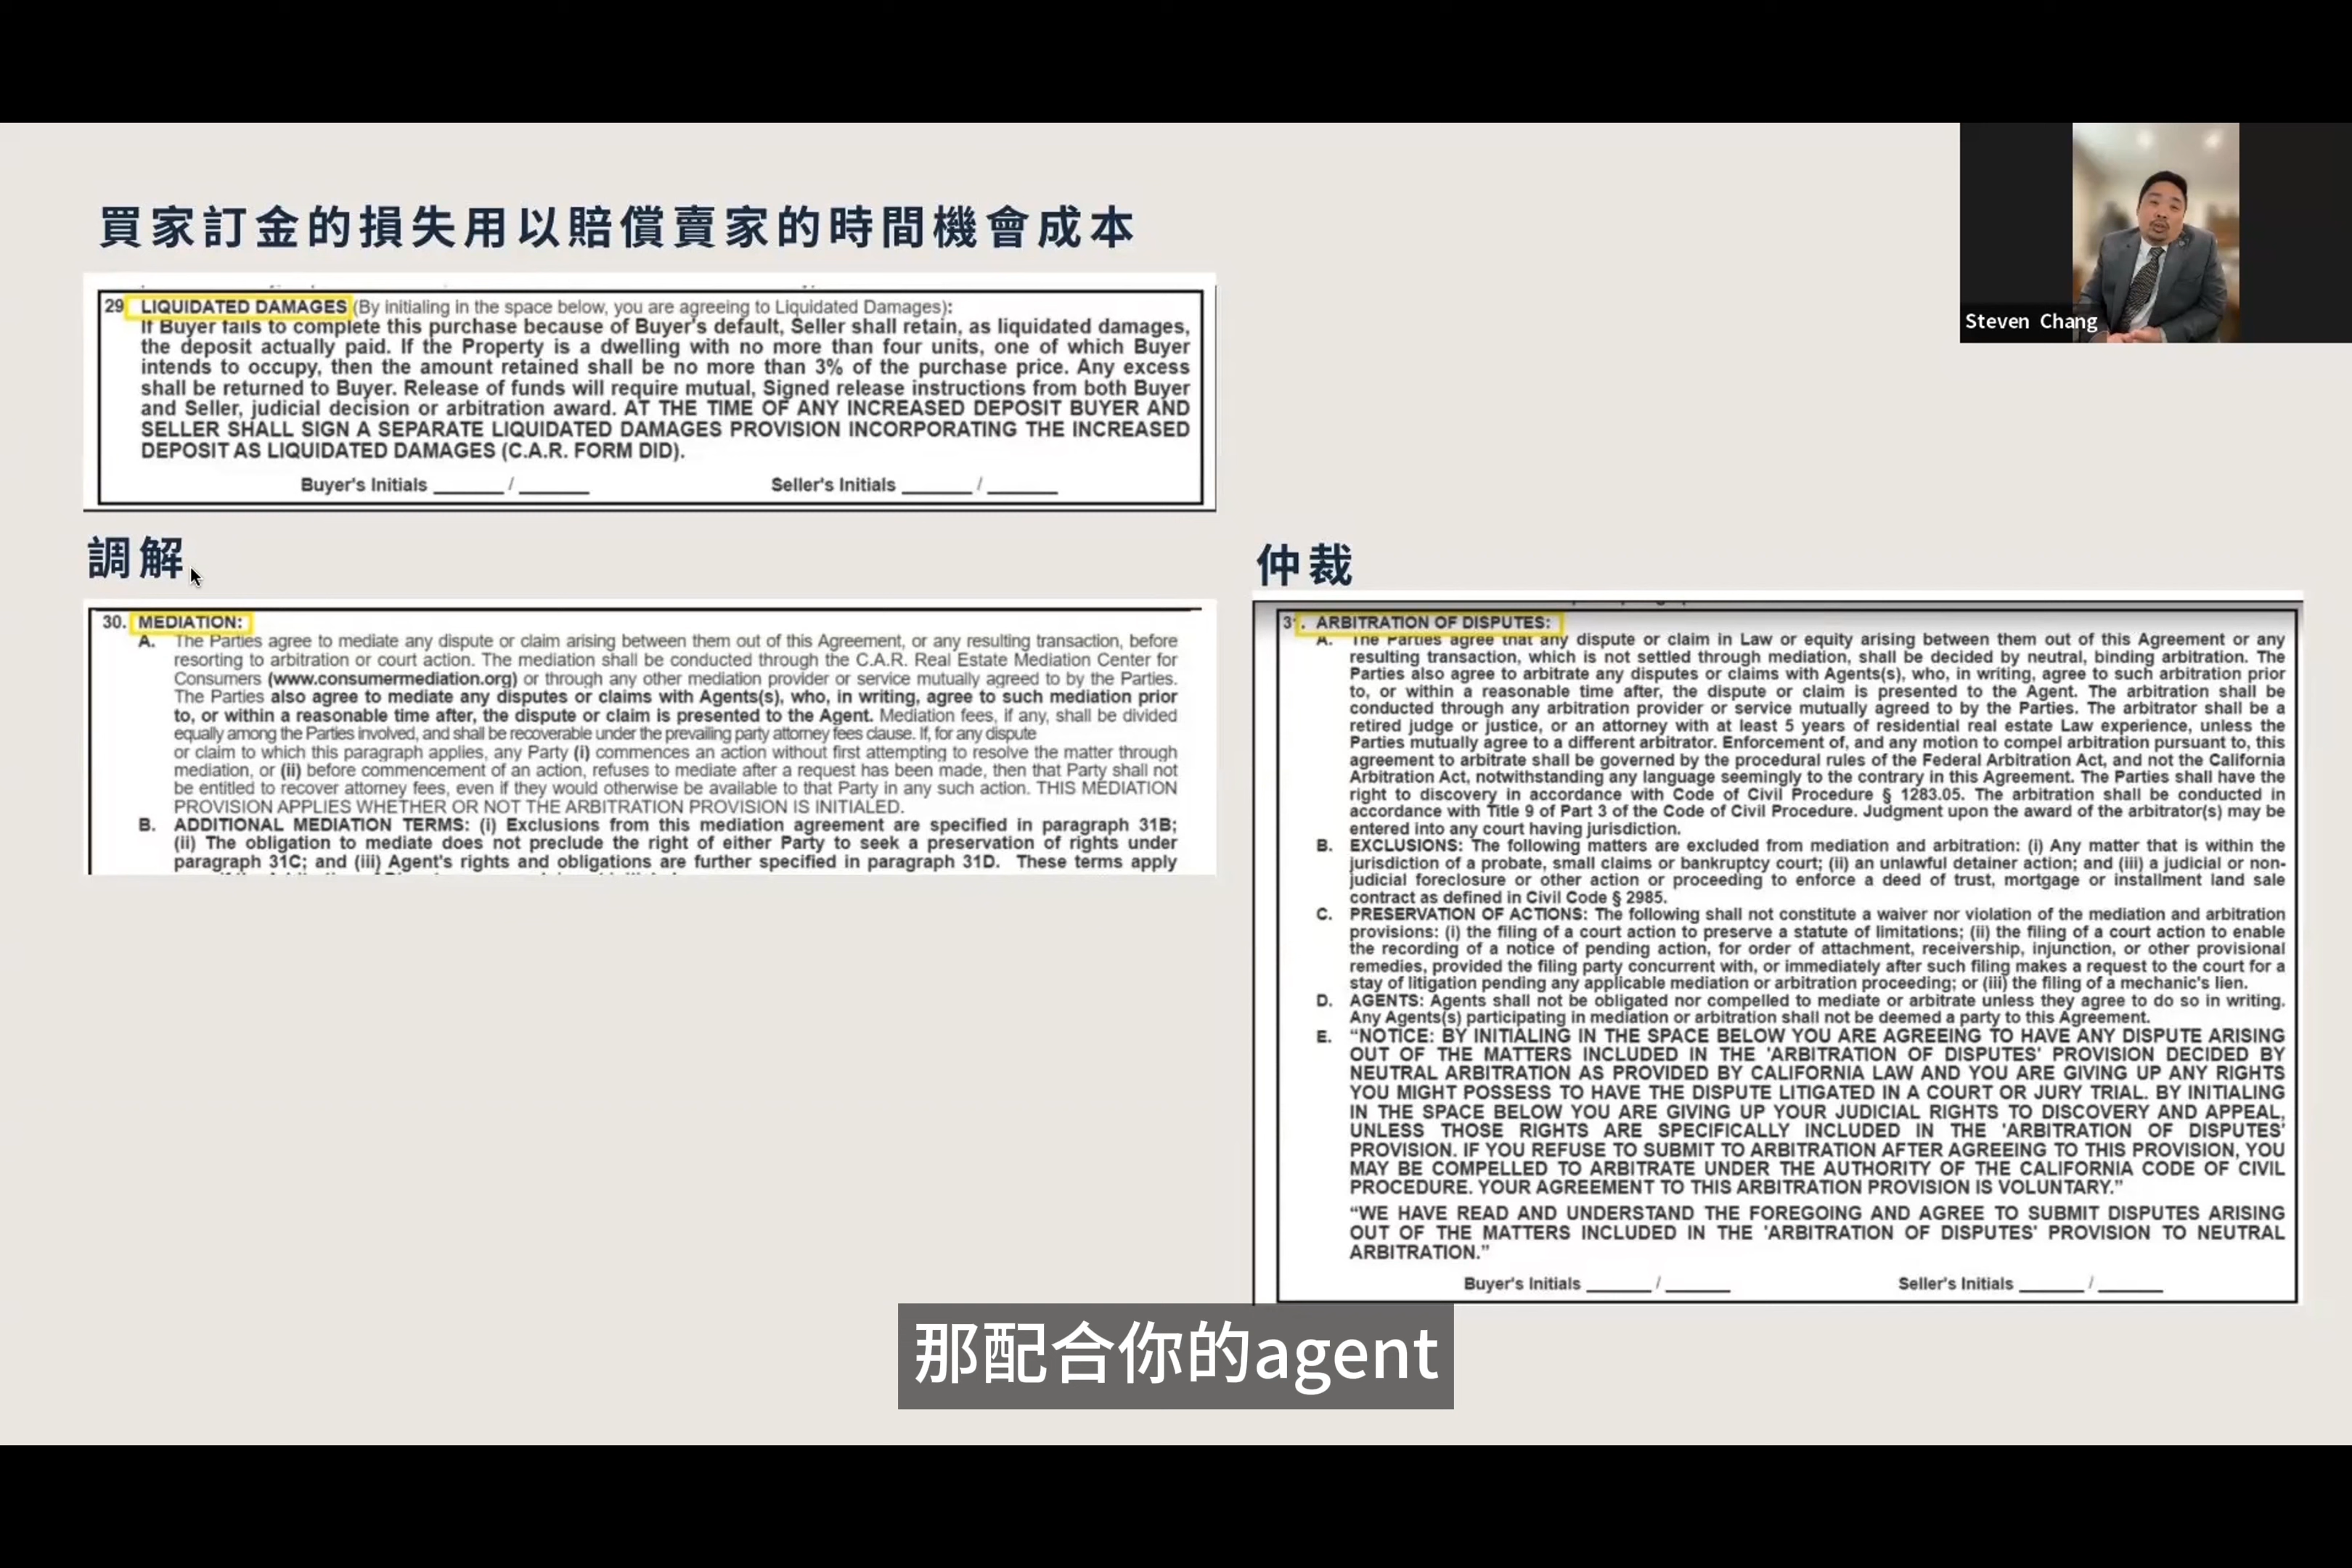 買家訂金的損失用以賠償賣家的時間機會成本
29 LIQUIDATED DAMAGES (By initialing in the space below, you are agreeing to Liquidated Damages):
If Buyer fails to complete this purchase because of Buyer's default, Seller shall retain, as liquidated damages,
the deposit actually paid. If the Property is a dwelling with no more than four units, one of which Buyer
intends to occupy, then the amount retained shall be no more than 3% of the purchase price. Any excess
shall be returned to Buyer. Release of funds will require mutual, Signed release instructions from both Buyer
and Seller, judicial decision or arbitration award. AT THE TIME OF ANY INCREASED DEPOSIT BUYER AND
SELLER SHALL SIGN A SEPARATE LIQUIDATED DAMAGES PROVISION INCORPORATING THE INCREASED
DEPOSIT AS LIQUIDATED DAMAGES (C.A.R. FORM DID).
Buyer's Initials ______ / ______ Seller's Initials ______ / ______
Steven Chang
調解
30. MEDIATION:
A. The Parties agree to mediate any dispute or claim arising between them out of this Agreement, or any resulting transaction, before
resorting to arbitration or court action. The mediation shall be conducted through the C.A.R. Real Estate Mediation Center for
Consumers (www.consumermediation.org) or through any other mediation provider or service mutually agreed to by the Parties.
The Parties also agree to mediate any disputes or claims with Agents(s), who, in writing, agree to such mediation prior
to, or within a reasonable time after, the dispute or claim is presented to the Agent. Mediation fees, if any, shall be divided
equally among the Parties involved, and shall be recoverable under the prevailing party attorney fees clause. If, for any dispute
or claim to which this paragraph applies, any Party (i) commences an action without first attempting to resolve the matter through
mediation, or (ii) before commencement of an action, refuses to mediate after a request has been made, then that Party shall not
be entitled to recover attorney fees, even if they would otherwise be available to that Party in any such action. THIS MEDIATION
PROVISION APPLIES WHETHER OR NOT THE ARBITRATION PROVISION IS INITIALED.
B. ADDITIONAL MEDIATION TERMS: (i) Exclusions from this mediation agreement are specified in paragraph 31B;
(ii) The obligation to mediate does not preclude the right of either Party to seek a preservation of rights under
paragraph 31C; and (iii) Agent's rights and obligations are further specified in paragraph 31D. These terms apply
仲裁
31. ARBITRATION OF DISPUTES:
A. The Parties agree that any dispute or claim in Law or equity arising between them out of this Agreement or any
resulting transaction, which is not settled through mediation, shall be decided by neutral, binding arbitration. The
Parties also agree to arbitrate any disputes or claims with Agents(s), who, in writing, agree to such arbitration prior
to, or within a reasonable time after, the dispute or claim is presented to the Agent. The arbitration shall be
conducted through any arbitration provider or service mutually agreed to by the Parties. The arbitrator shall be a
retired judge or justice, or an attorney with at least 5 years of residential real estate Law experience, unless the
Parties mutually agree to a different arbitrator. Enforcement of, and any motion to compel arbitration pursuant to, this
agreement to arbitrate shall be governed by the procedural rules of the Federal Arbitration Act, and not the California
Arbitration Act, notwithstanding any language seemingly to the contrary in this Agreement. The Parties shall have the
right to discovery in accordance with Code of Civil Procedure § 1283.05. The arbitration shall be conducted in
accordance with Title 9 of Part 3 of the Code of Civil Procedure. Judgment upon the award of the arbitrator(s) may be
entered into any court having jurisdiction.
B. EXCLUSIONS: The following matters are excluded from mediation and arbitration: (i) Any matter that is within the
jurisdiction of a probate, small claims or bankruptcy court; (ii) an unlawful detainer action; and (iii) a judicial or non-
judicial foreclosure or other action or proceeding to enforce a deed of trust, mortgage or installment land sale
contract as defined in Civil Code § 2985.
C. PRESERVATION OF ACTIONS: The following shall not constitute a waiver nor violation of the mediation and arbitration
provisions: (i) the filing of a court action to preserve a statute of limitations; (ii) the filing of a court action to enable
the recording of a notice of pending action, for order of attachment, receivership, injunction, or other provisional
remedies, provided the filing party concurrent with, or immediately after such filing makes a request to the court for a
stay of litigation pending any applicable mediation or arbitration proceeding; or (iii) the filing of a mechanic's lien.
D. AGENTS: Agents shall not be obligated nor compelled to mediate or arbitrate unless they agree to do so in writing.
Any Agents(s) participating in mediation or arbitration shall not be deemed a party to this Agreement.
E. “NOTICE: BY INITIALING IN THE SPACE BELOW YOU ARE AGREEING TO HAVE ANY DISPUTE ARISING
OUT OF THE MATTERS INCLUDED IN THE 'ARBITRATION OF DISPUTES' PROVISION DECIDED BY
NEUTRAL ARBITRATION AS PROVIDED BY CALIFORNIA LAW AND YOU ARE GIVING UP ANY RIGHTS
YOU MIGHT POSSESS TO HAVE THE DISPUTE LITIGATED IN A COURT OR JURY TRIAL. BY INITIALING
IN THE SPACE BELOW YOU ARE GIVING UP YOUR JUDICIAL RIGHTS TO DISCOVERY AND APPEAL,
UNLESS THOSE RIGHTS ARE SPECIFICALLY INCLUDED IN THE 'ARBITRATION OF DISPUTES'
PROVISION. IF YOU REFUSE TO SUBMIT TO ARBITRATION AFTER AGREEING TO THIS PROVISION, YOU
MAY BE COMPELLED TO ARBITRATE UNDER THE AUTHORITY OF THE CALIFORNIA CODE OF CIVIL
PROCEDURE. YOUR AGREEMENT TO THIS ARBITRATION PROVISION IS VOLUNTARY.”
“WE HAVE READ AND UNDERSTAND THE FOREGOING AND AGREE TO SUBMIT DISPUTES ARISING
OUT OF THE MATTERS INCLUDED IN THE 'ARBITRATION OF DISPUTES' PROVISION TO NEUTRAL
ARBITRATION.”
Buyer's Initials ______ / ______ Seller's Initials ______ / ______
那配合你的agent